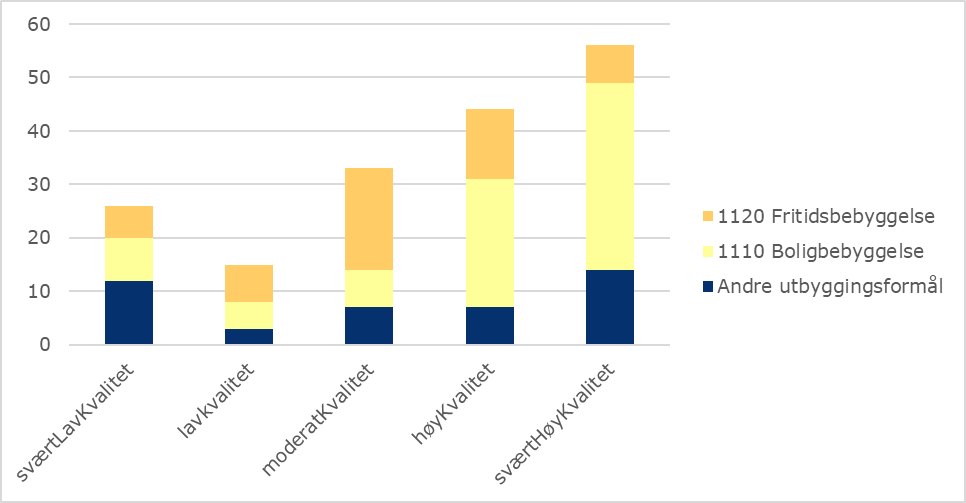 60
50
40
30
20
10
0
sværtLavKvalitet
lavkvalitet
moderatKvalitet
høyKvalitet
sværtHøyKvalitet
1120 Fritidsbebyggelse
1110 Boligbebyggelse
Andre utbyggingsformål